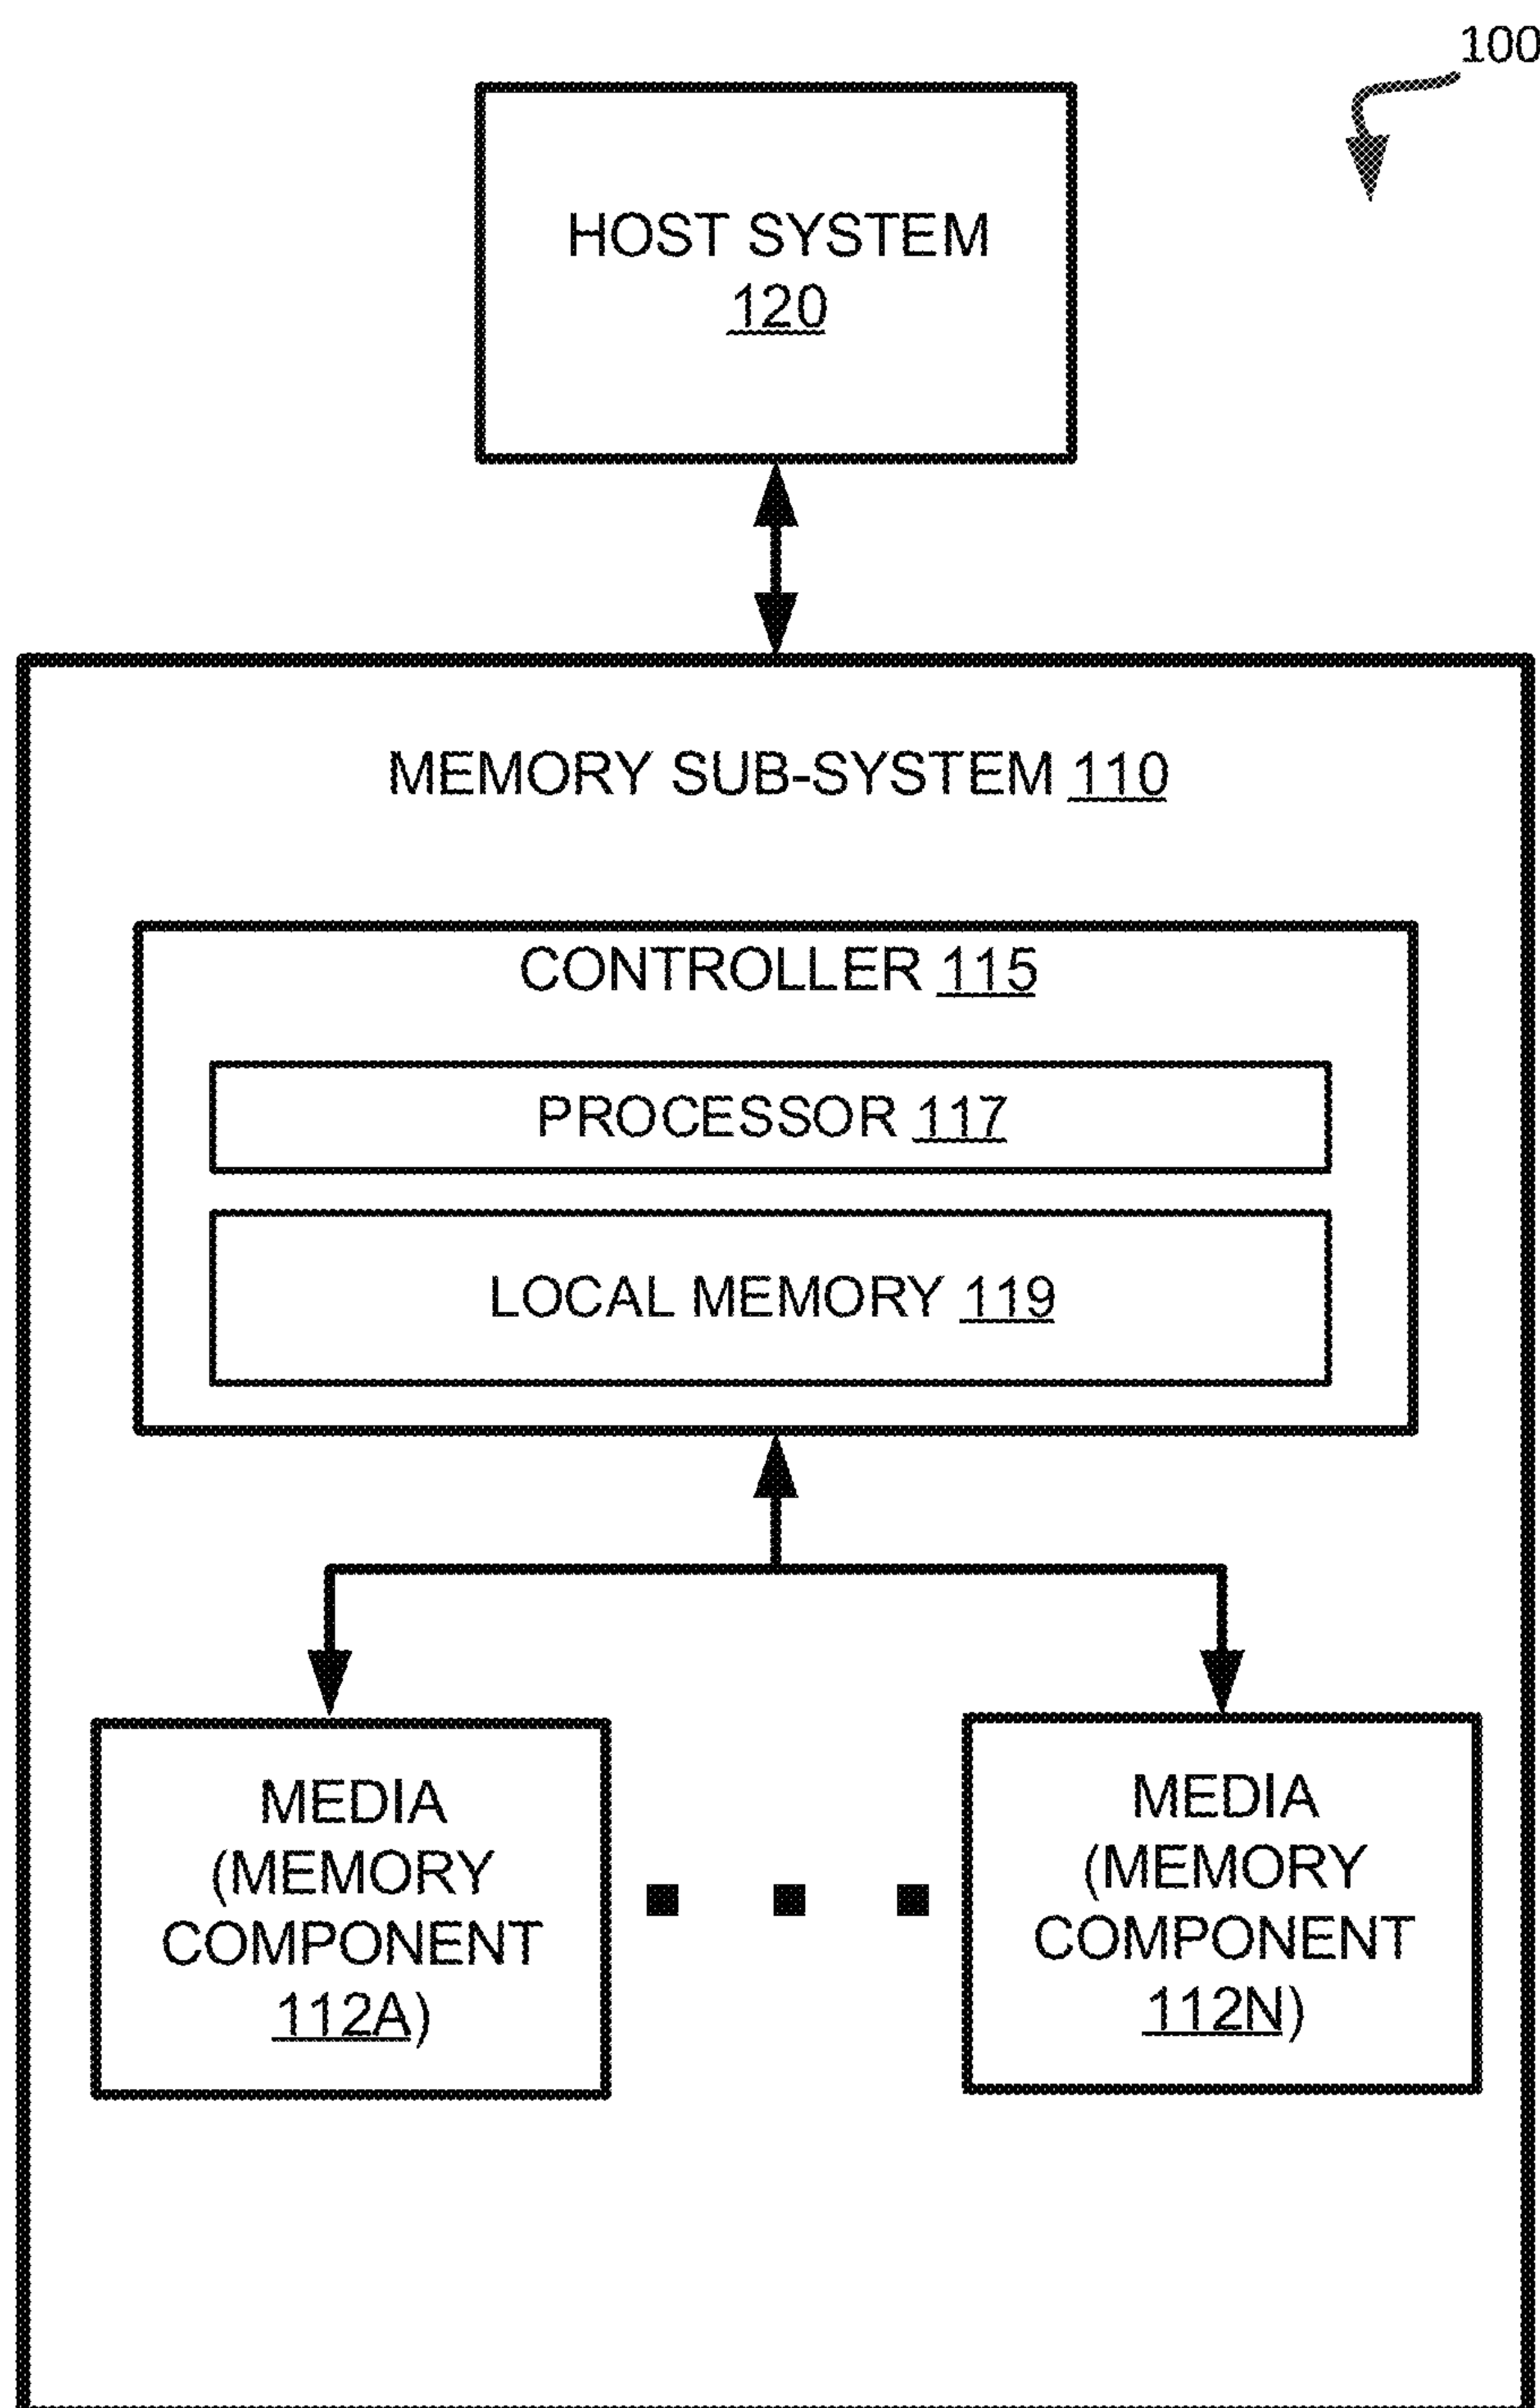 100
HOST SYSTEM
120
MEMORY SUB-SYSTEM 110
CONTROLLER 115
PROCESSOR 117
LOCAL MEMORY 119
MEDIA
(MEMORY
COMPONENT
112A)
MEDIA
(MEMORY
COMPONENT
112N)